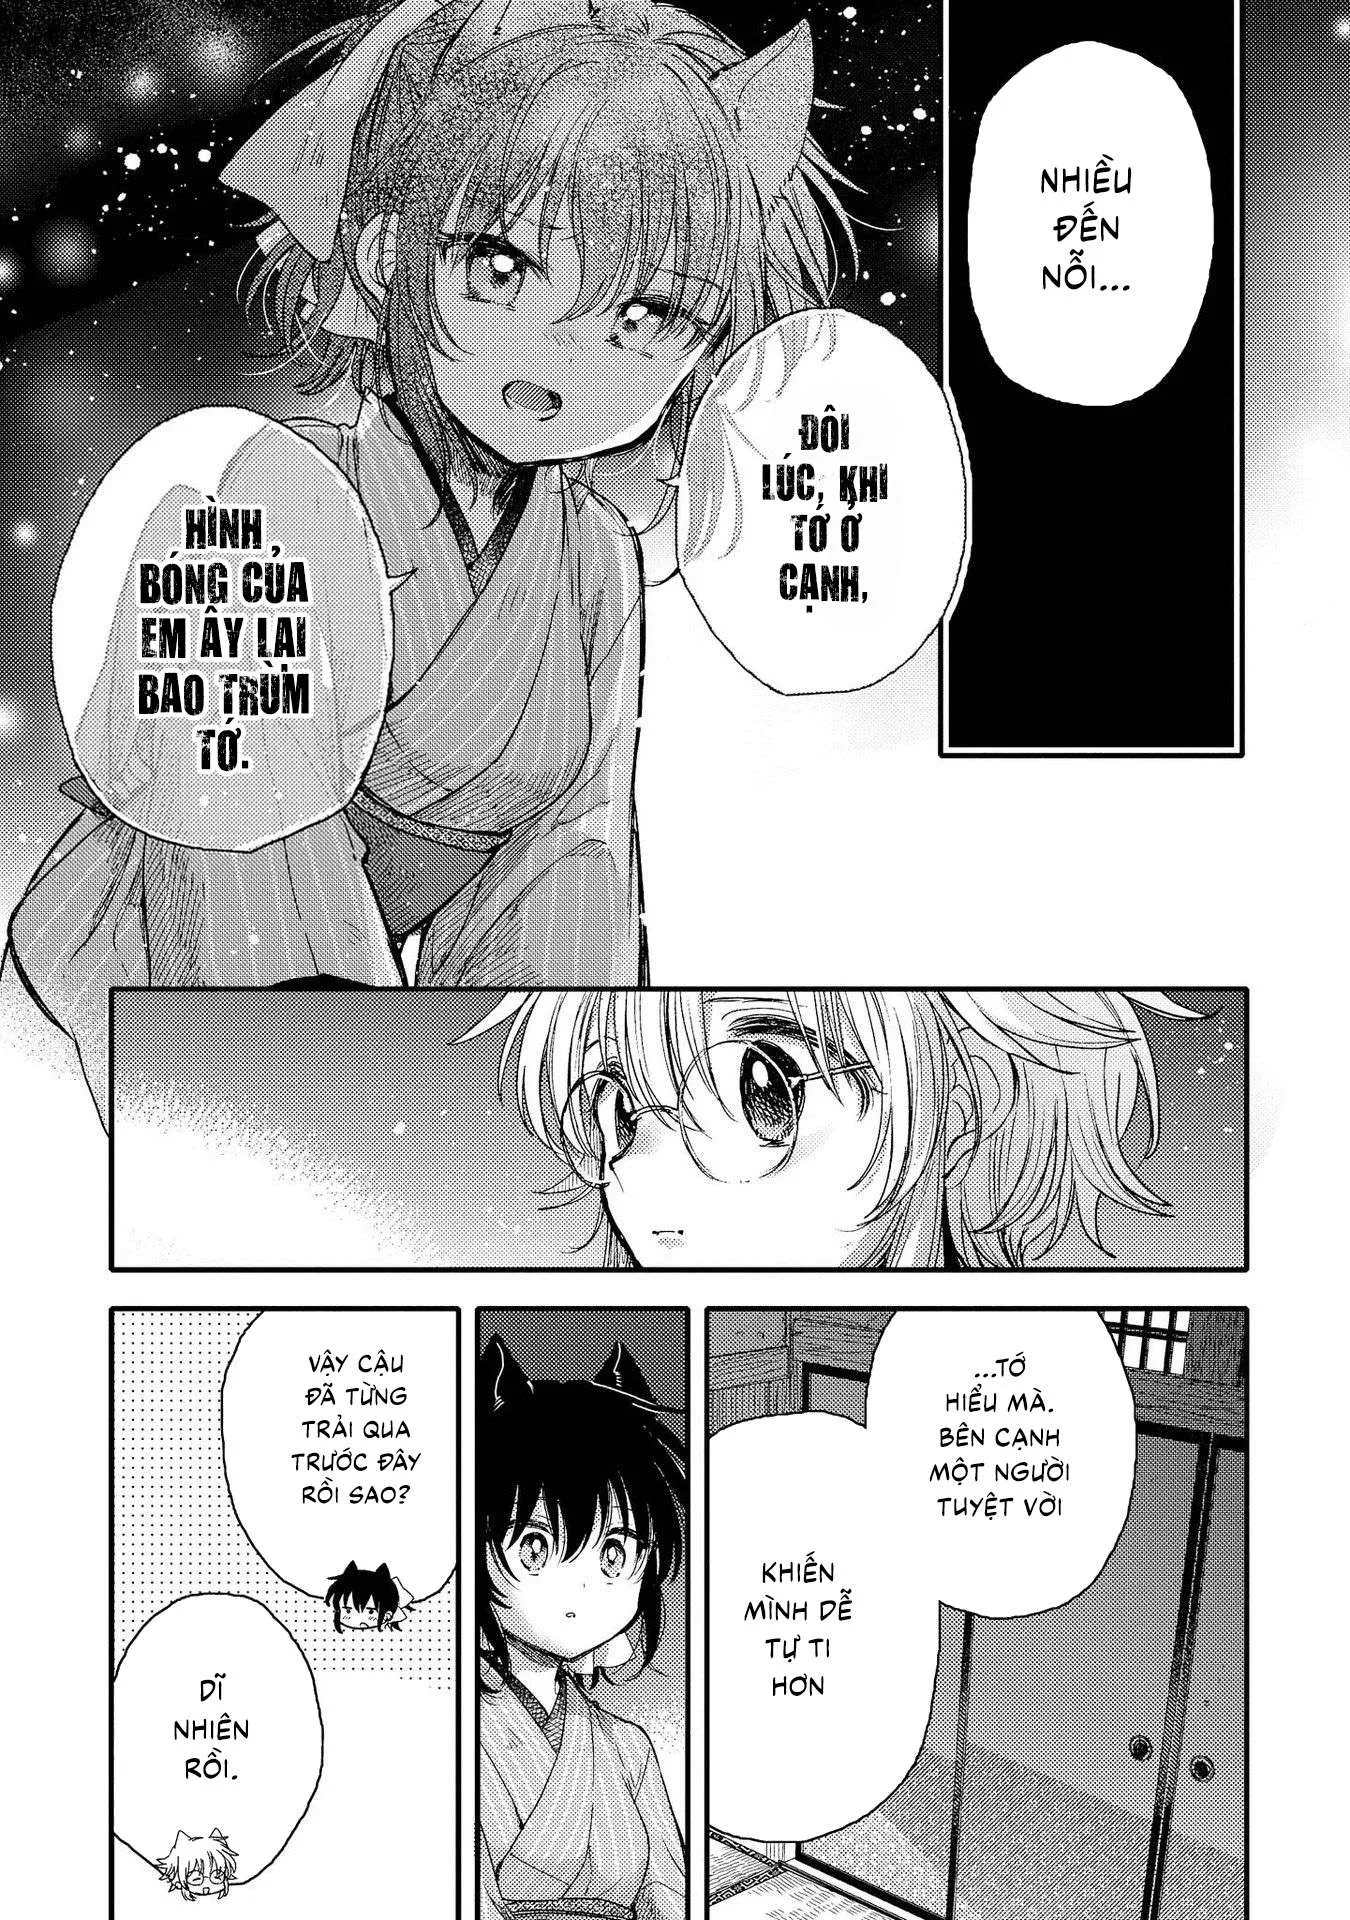 NHIỀU
ĐẾN
NỖI...
ĐÔI
LÚC, KHI
TỚ Ở
CẠNH,
HÌNH
BÓNG CỦA
EM ẤY LẠI
BAO TRÙM
TỚ.
...TỚ
HIỂU MÀ.
BÊN CẠNH
MỘT NGƯỜI
TUYỆT VỜI
KHIẾN
MÌNH DỄ
TỰ TI
HƠN
VẬY CẬU
ĐÃ TỪNG
TRẢI QUA
TRƯỚC ĐÂY
RỒI SAO?
DĨ
NHIÊN
RỒI.